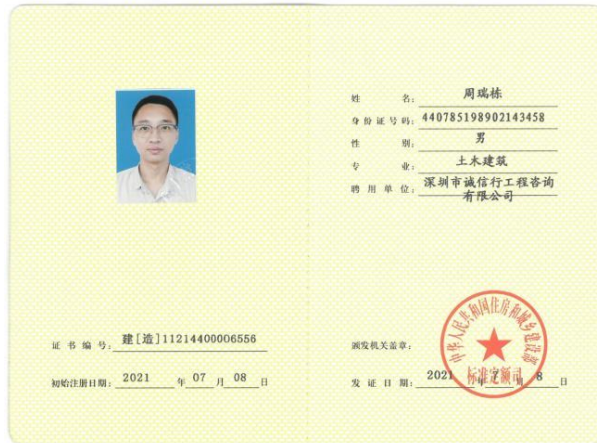 姓 名: 周瑞栋
身份证号码: 440785198902143458
性 别: 男
专 业: 土木建筑
聘用单位: 深圳市诚信行工程咨询
有限公司
证书编号: 建[造]11214400006556
初始注册日期: 2021 年 07 月 08 日
颁发机关盖章:
中华人民共和国住房和城乡建设部
标准定额司
发证日期: 2021 年 7 月 8 日